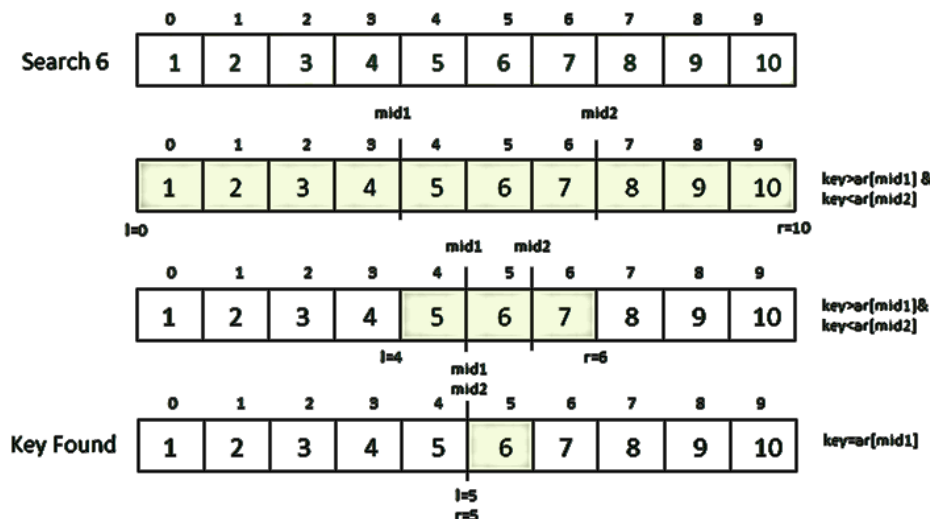 0 1 2 3 4 5 6 7 8 9
Search 6 1 2 3 4 5 6 7 8 9 10
mid1 mid2
0 1 2 3 4 5 6 7 8 9
1 2 3 4 5 6 7 8 9 10
key>ar[mid1] &
key<ar[mid2]
l=0 r=10
mid1 mid2
0 1 2 3 4 5 6 7 8 9
1 2 3 4 5 6 7 8 9 10
key>ar[mid1]&
key<ar[mid2]
l=4 r=6
mid1
mid2
0 1 2 3 4 5 6 7 8 9
Key Found 1 2 3 4 5 6 7 8 9 10 key=ar[mid1]
l=5
r=5